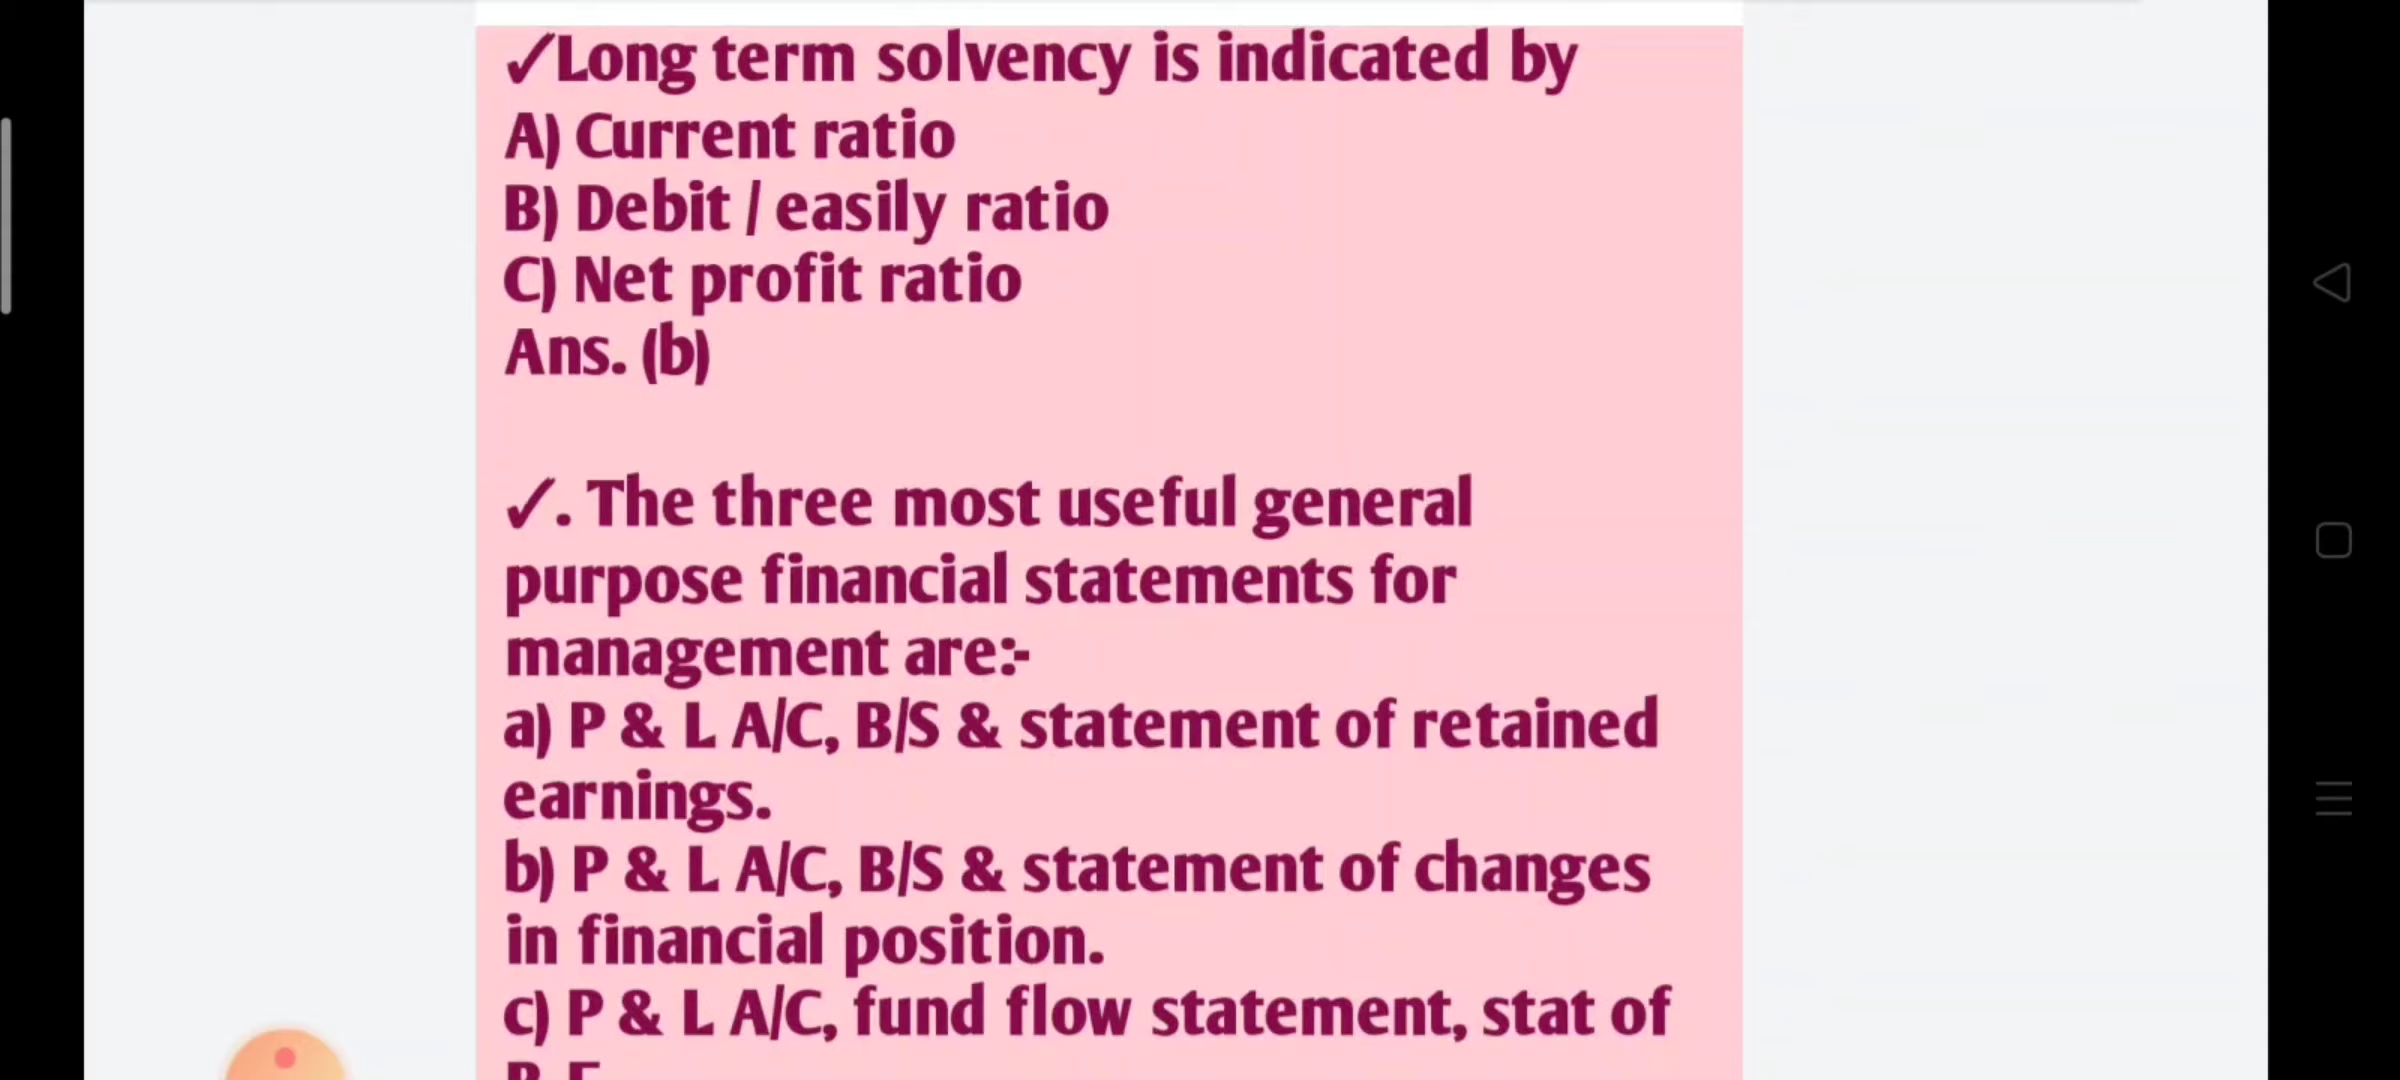 ✓Long term solvency is indicated by
A) Current ratio
B) Debit / easily ratio
C) Net profit ratio
Ans. (b)
✓. The three most useful general
purpose financial statements for
management are:-
a) P & L A/C, B/S & statement of retained
earnings.
b) P & L A/C, B/S & statement of changes
in financial position.
c) P & L A/C, fund flow statement, stat of